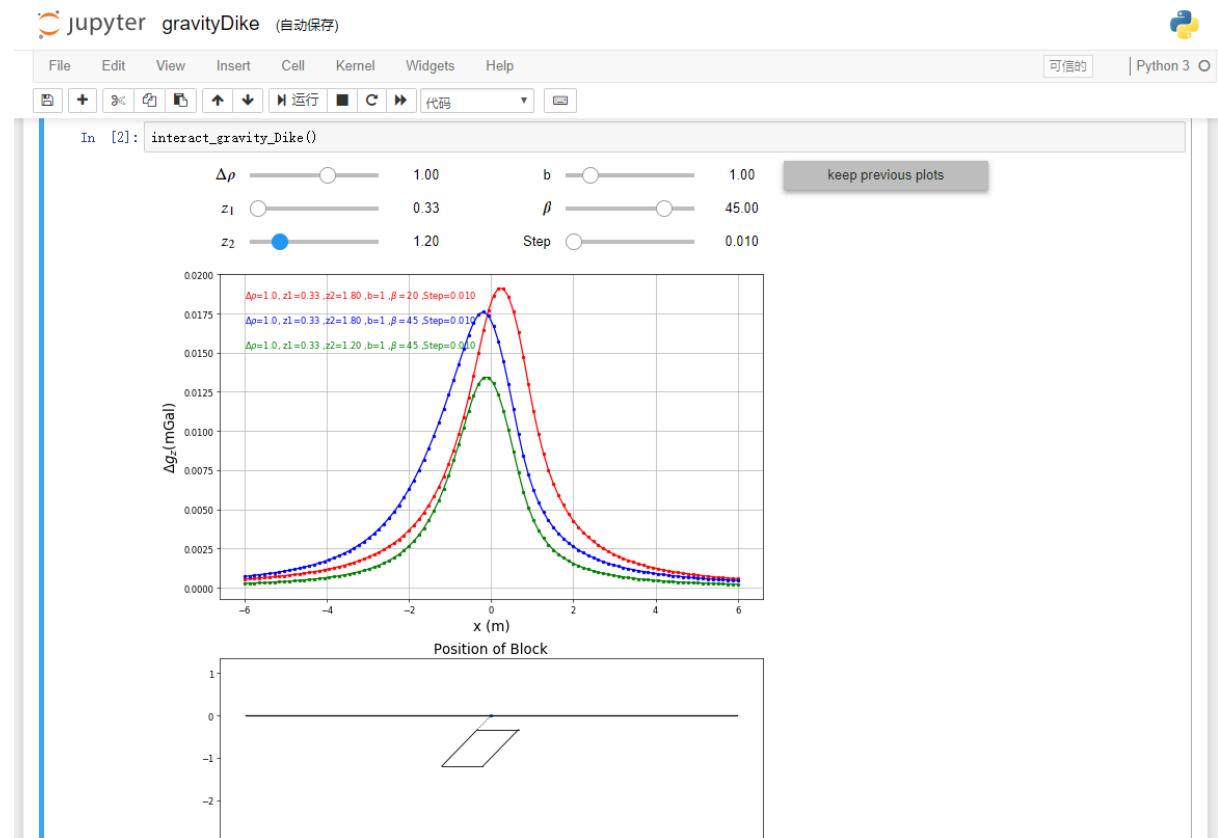 jupyter gravityDike (自动保存)
File Edit View Insert Cell Kernel Widgets Help 可信的 Python 3
运行 代码
In [2]: interact_gravity_Dike()
Δρ 1.00 b 1.00 keep previous plots
z₁ 0.33 β 45.00
z₂ 1.20 Step 0.010
0.0200
Δρ=1.0, z1=0.33 ,z2=1.80 ,b=1 ,β=20 ,Step=0.010
0.0175
Δρ=1.0, z1=0.33 ,z2=1.80 ,b=1 ,β=45 ,Step=0.010
0.0150
Δρ=1.0, z1=0.33 ,z2=1.20 ,b=1 ,β=45 ,Step=0.010
0.0125
0.0100
0.0075
0.0050
0.0025
0.0000
Δg_z(mGal)
−6 −4 −2 0 2 4 6
x (m)
Position of Block
1
0
−1
−2